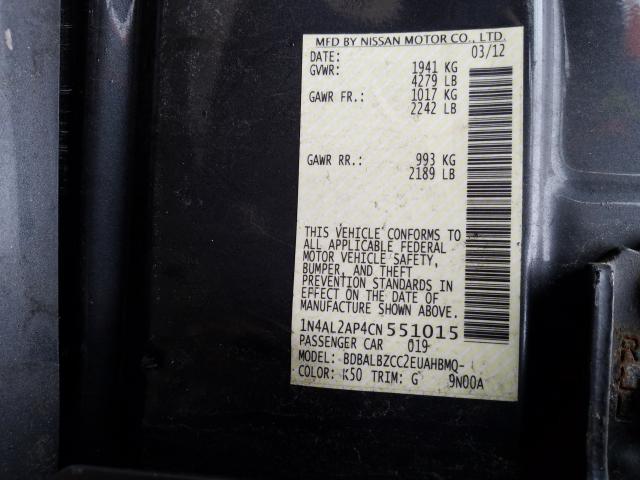 MFD BY NISSAN MOTOR CO., LTD.
DATE: 03/12
GVWR: 1941 KG
4279 LB
GAWR FR.: 1017 KG
2242 LB
GAWR RR.: 993 KG
2189 LB
THIS VEHICLE CONFORMS TO
ALL APPLICABLE FEDERAL
MOTOR VEHICLE SAFETY,
BUMPER, AND THEFT
PREVENTION STANDARDS IN
EFFECT ON THE DATE OF
MANUFACTURE SHOWN ABOVE.
1N4AL2AP4CN551015
PASSENGER CAR 019
MODEL: BDBALBZCC2EUAHBMQ-
COLOR: K50 TRIM: G 9N00A